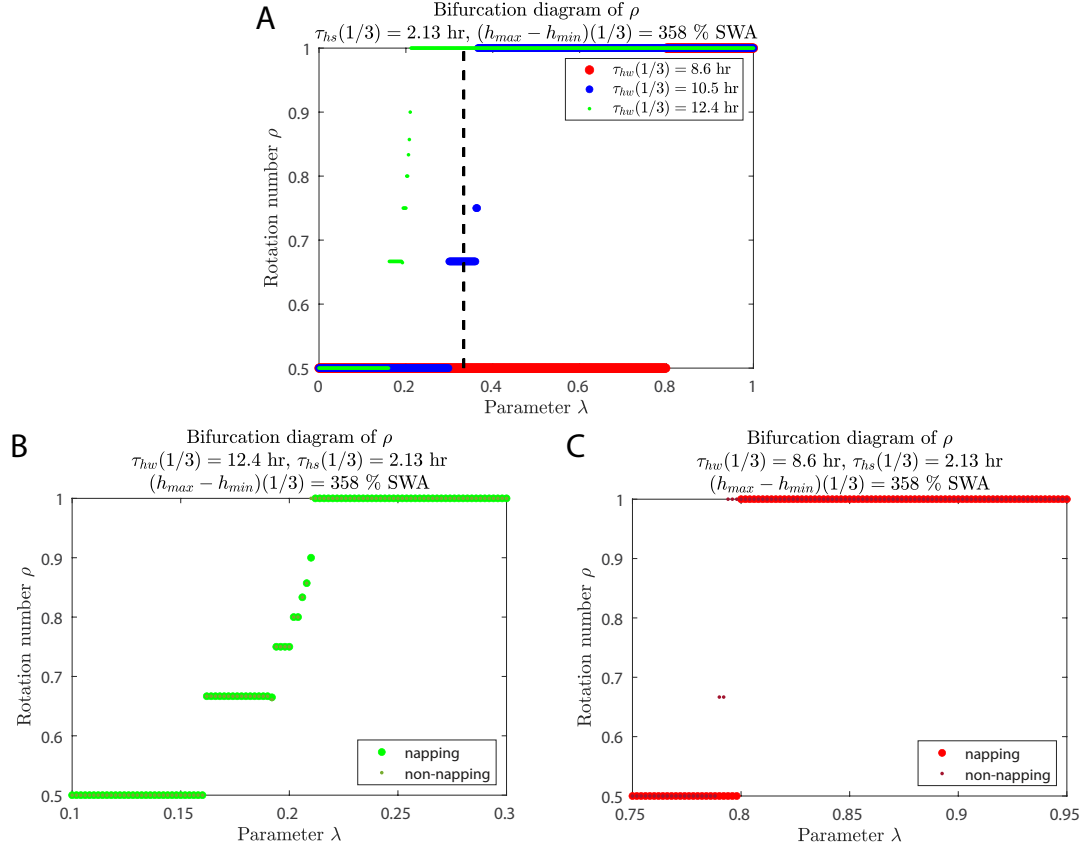 A
Bifurcation diagram of ρ
τ_hs(1/3) = 2.13 hr, (h_max − h_min)(1/3) = 358 % SWA
1
0.9
0.8
0.7
0.6
0.5
Rotation number ρ
τ_hw(1/3) = 8.6 hr
τ_hw(1/3) = 10.5 hr
τ_hw(1/3) = 12.4 hr
0 0.2 0.4 0.6 0.8 1
Parameter λ
B
Bifurcation diagram of ρ
τ_hw(1/3) = 12.4 hr, τ_hs(1/3) = 2.13 hr
(h_max − h_min)(1/3) = 358 % SWA
1
0.9
0.8
0.7
0.6
0.5
Rotation number ρ
napping
non-napping
0.1 0.15 0.2 0.25 0.3
Parameter λ
C
Bifurcation diagram of ρ
τ_hw(1/3) = 8.6 hr, τ_hs(1/3) = 2.13 hr
(h_max − h_min)(1/3) = 358 % SWA
1
0.9
0.8
0.7
0.6
0.5
Rotation number ρ
napping
non-napping
0.75 0.8 0.85 0.9 0.95
Parameter λ